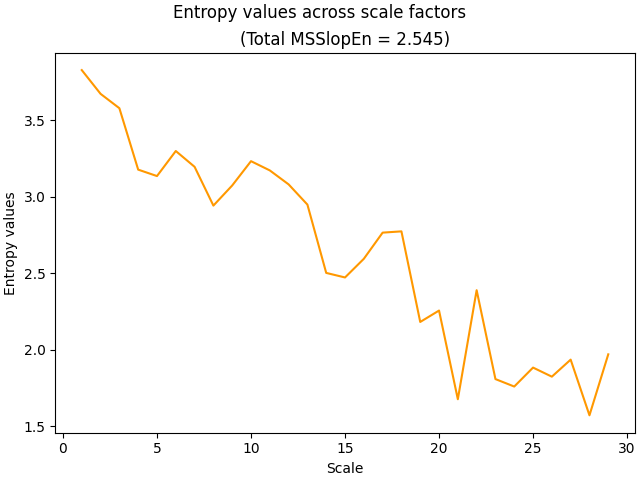 Entropy values across scale factors
(Total MSSlopEn = 2.545)
Entropy values
3.5
3.0
2.5
2.0
1.5
0 5 10 15 20 25 30
Scale